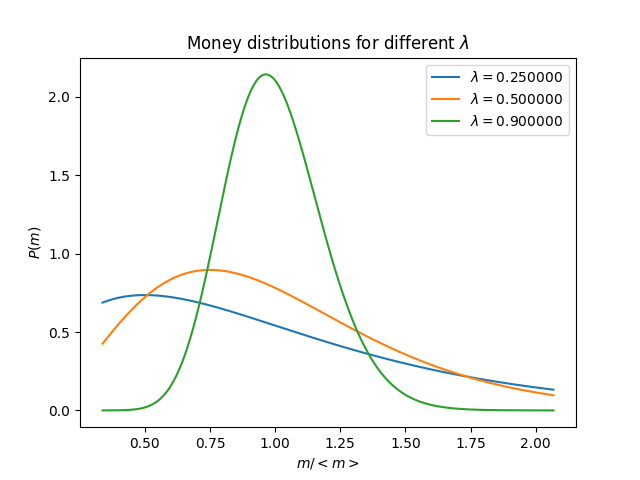 Money distributions for different λ
λ = 0.250000
λ = 0.500000
λ = 0.900000
P(m)
2.0
1.5
1.0
0.5
0.0
0.50 0.75 1.00 1.25 1.50 1.75 2.00
m/<m>